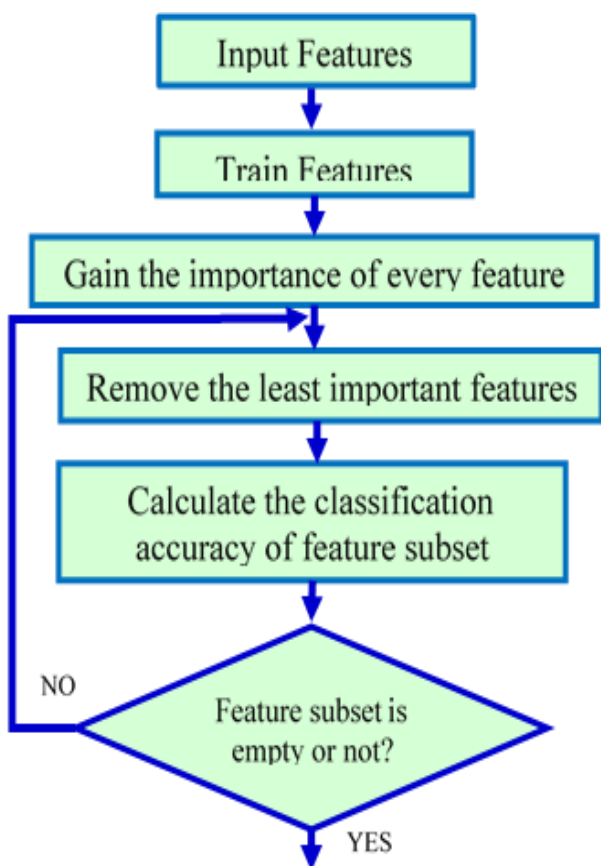 Input Features
Train Features
Gain the importance of every feature
Remove the least important features
Calculate the classification
accuracy of feature subset
NO
Feature subset is
empty or not?
YES